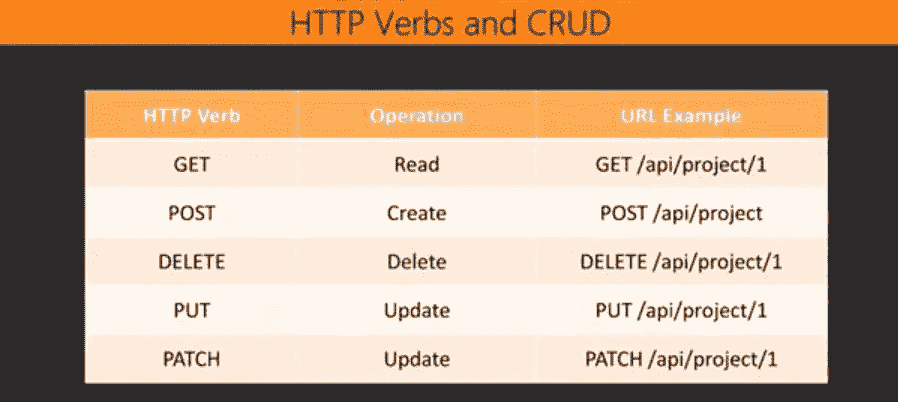 HTTP Verbs and CRUD
HTTP Verb Operation URL Example
GET Read GET /api/project/1
POST Create POST /api/project
DELETE Delete DELETE /api/project/1
PUT Update PUT /api/project/1
PATCH Update PATCH /api/project/1